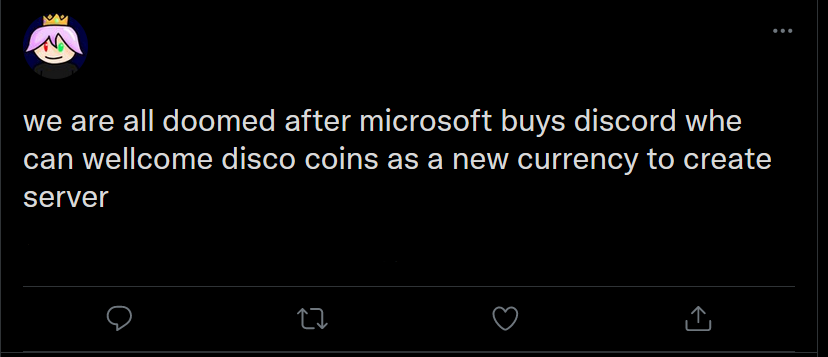 we are all doomed after microsoft buys discord whe
can wellcome disco coins as a new currency to create
server